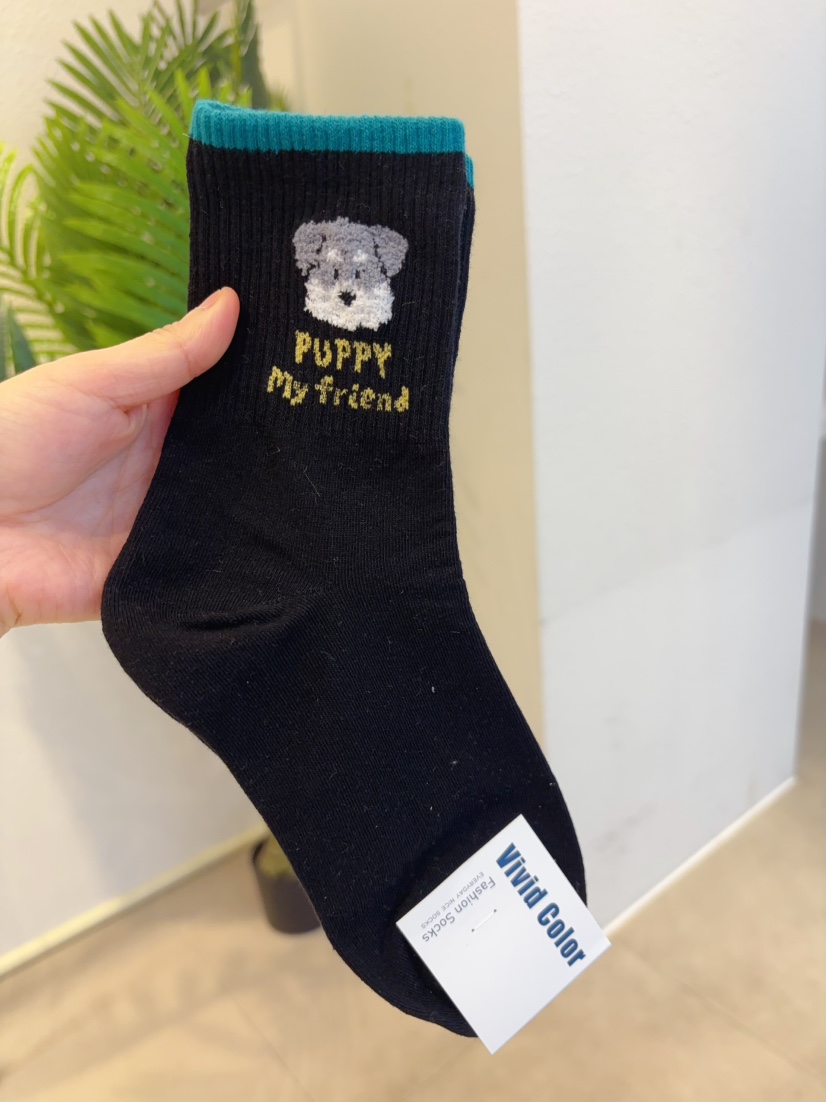 PUPPY
My friend
Vivid Color
Fashion Socks
EVERYDAY NICE SOCKS